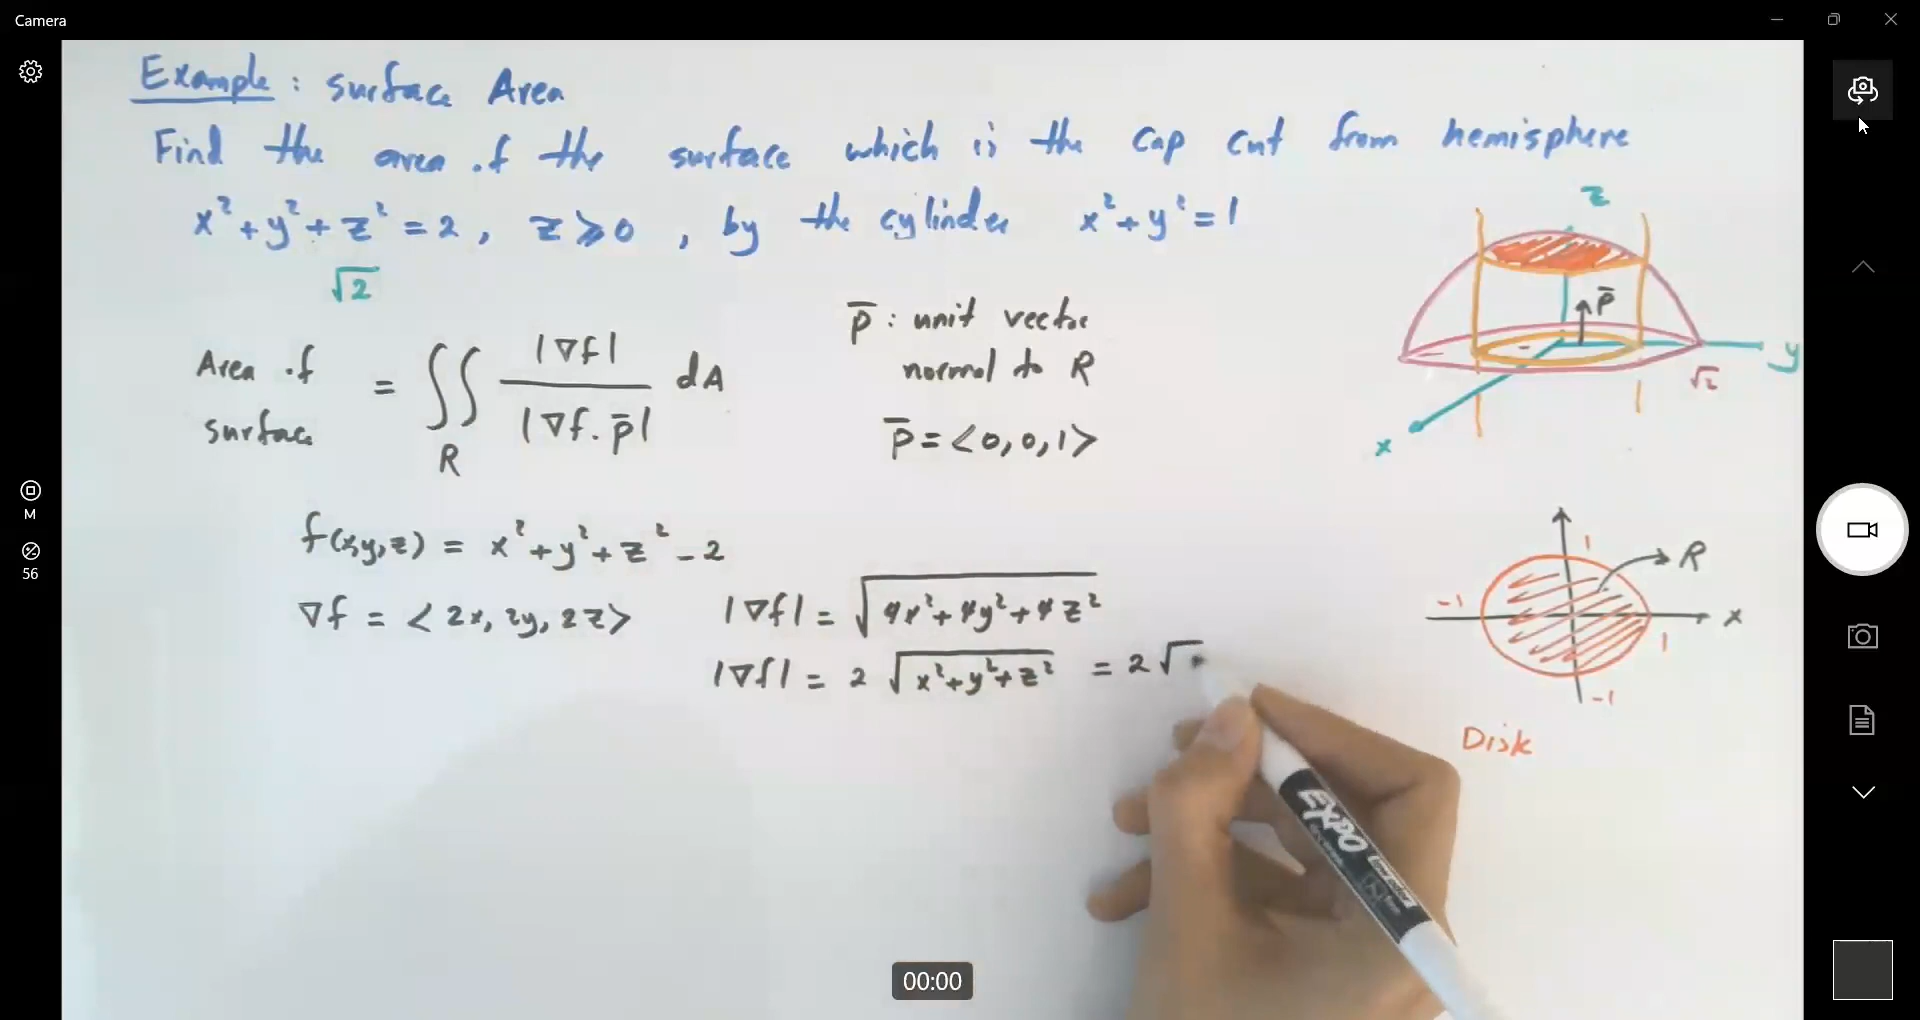 Camera
Example : surface Area
Find the area of the surface which is the cap cut from hemisphere
x² + y² + z² = 2 , z ≥ 0 , by the cylinder x² + y² = 1
√2
z
p̄
y
√2
x
Area of surface = ∬_R |∇f| / |∇f · p̄| dA
p̄ : unit vector
normal to R
p̄ = <0, 0, 1>
f(x,y,z) = x² + y² + z² - 2
∇f = < 2x, 2y, 2z >
|∇f| = √4x² + 4y² + 4z²
|∇f| = 2 √x² + y² + z² = 2 √
1
R
-1
x
1
-1
Disk
M
56
EXPO
00:00